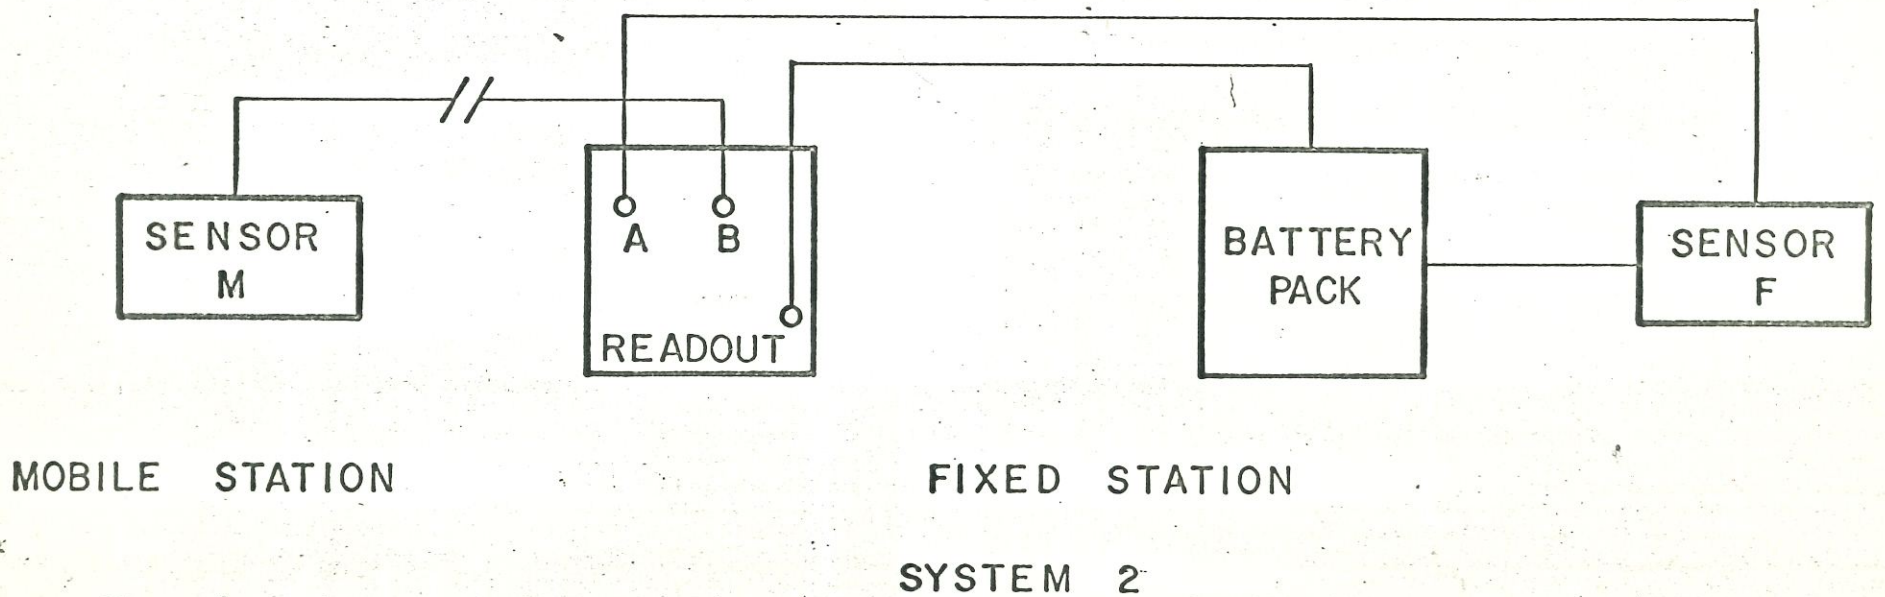 SENSOR
M
A B
READOUT
BATTERY
PACK
SENSOR
F
MOBILE STATION
FIXED STATION
SYSTEM 2